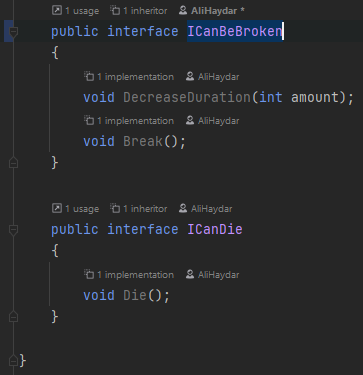 1 usage 1 inheritor AliHaydar *
public interface ICanBeBroken
{
1 implementation AliHaydar
void DecreaseDuration(int amount);
1 implementation AliHaydar
void Break();
}
1 usage 1 inheritor AliHaydar
public interface ICanDie
{
1 implementation AliHaydar
void Die();
}
}